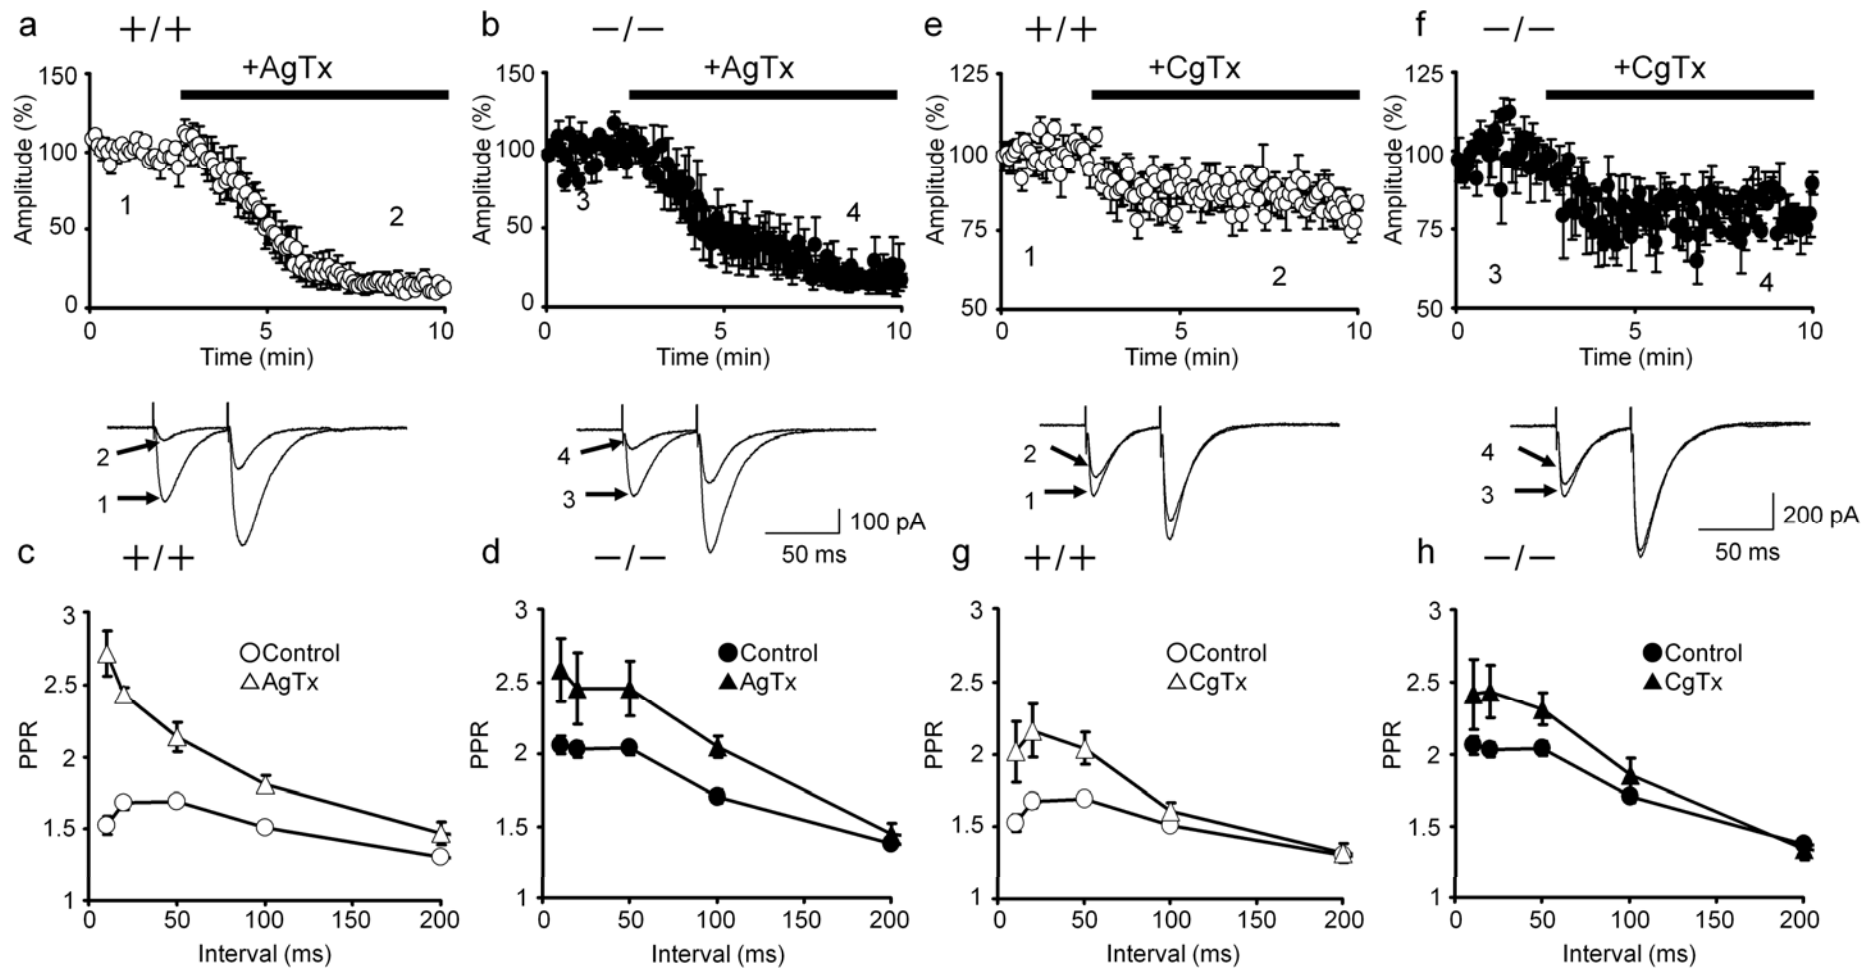 a +/+
+AgTx
Amplitude (%)
150
100
50
0
1
2
0 5 10
Time (min)
2
1
b −/−
+AgTx
Amplitude (%)
150
100
50
0
3
4
0 5 10
Time (min)
4
3
100 pA
50 ms
e +/+
+CgTx
Amplitude (%)
125
100
75
50
1
2
0 5 10
Time (min)
2
1
f −/−
+CgTx
Amplitude (%)
125
100
75
50
3
4
0 5 10
Time (min)
4
3
200 pA
50 ms
c +/+
PPR
3
2.5
2
1.5
1
Control
AgTx
0 50 100 150 200
Interval (ms)
d −/−
PPR
3
2.5
2
1.5
1
Control
AgTx
0 50 100 150 200
Interval (ms)
g +/+
PPR
3
2.5
2
1.5
1
Control
CgTx
0 50 100 150 200
Interval (ms)
h −/−
PPR
3
2.5
2
1.5
1
Control
CgTx
0 50 100 150 200
Interval (ms)